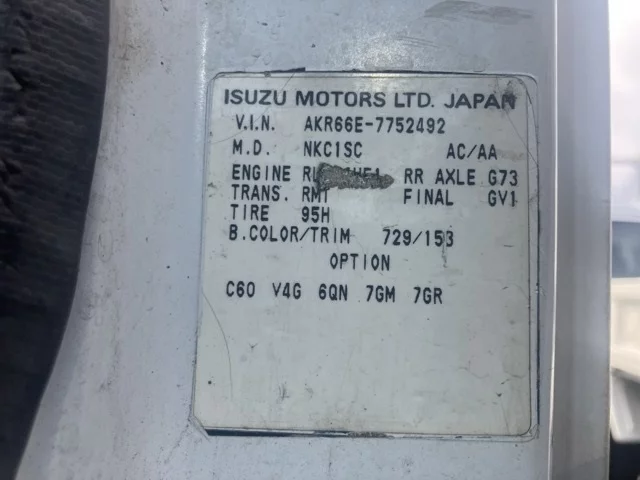 ISUZU MOTORS LTD. JAPAN
V.I.N. AKR66E-7752492
M.D. NKC1SC AC/AA
ENGINE RR AXLE G73
TRANS. RM1 FINAL GV1
TIRE 95H
B.COLOR/TRIM 729/153
OPTION
C60 V4G 6QN 7GM 7GR